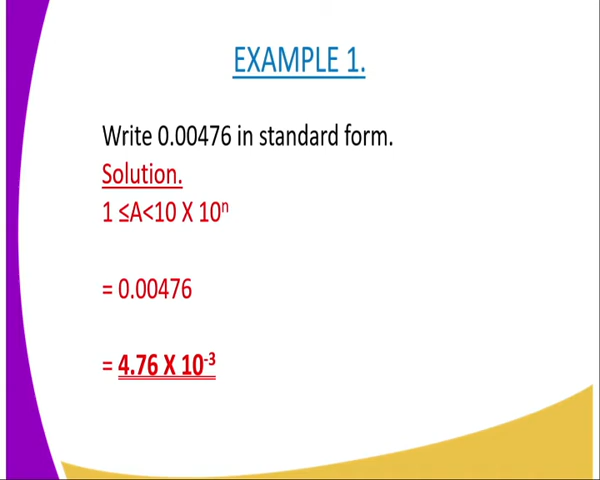 EXAMPLE 1.
Write 0.00476 in standard form.
Solution.
1 ≤A<10 X 10ⁿ
= 0.00476
= 4.76 X 10⁻³